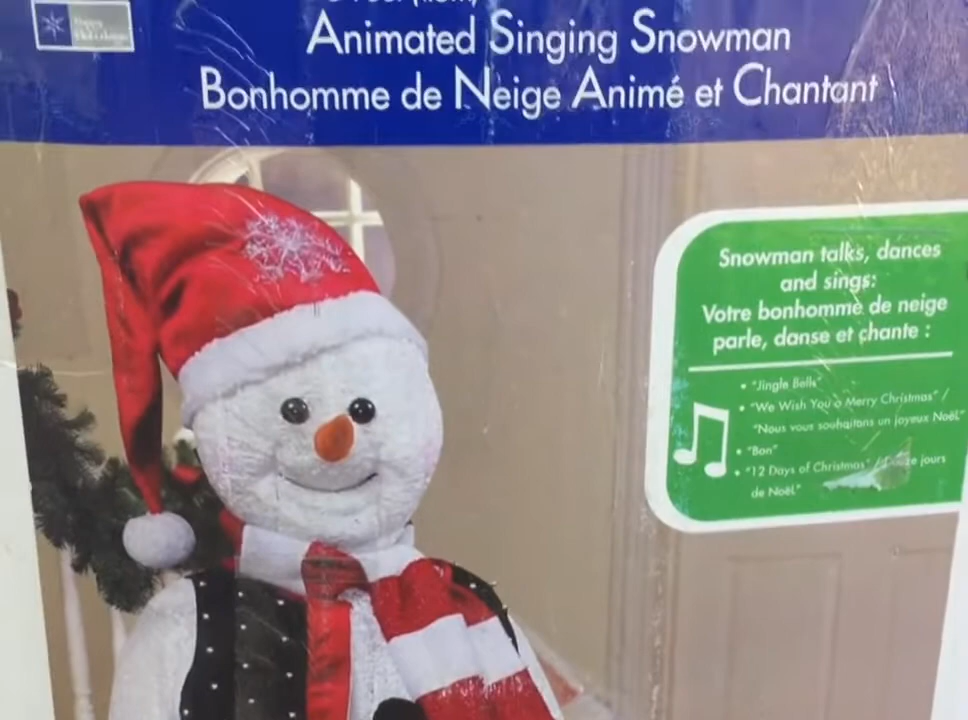 Animated Singing Snowman
Bonhomme de Neige Animé et Chantant
Snowman talks, dances
and sings:
Votre bonhomme de neige
parle, danse et chante :
• "Jingle Bells"
• "We Wish You a Merry Christmas" /
"Nous vous souhaitons un joyeux Noël"
• "Bon"
• "12 Days of Christmas" / jours
de Noël"